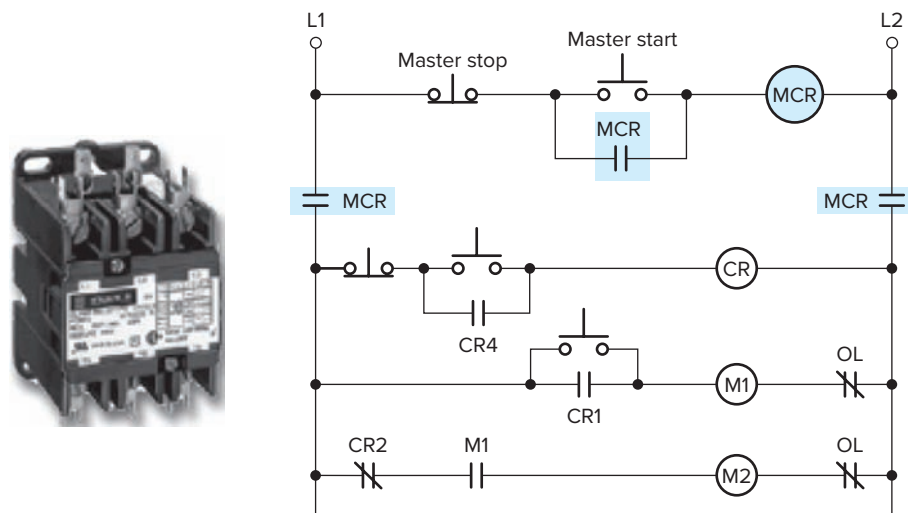 L1
L2
Master stop
Master start
MCR
MCR
MCR
MCR
CR
CR4
CR1
M1
OL
CR2
M1
M2
OL